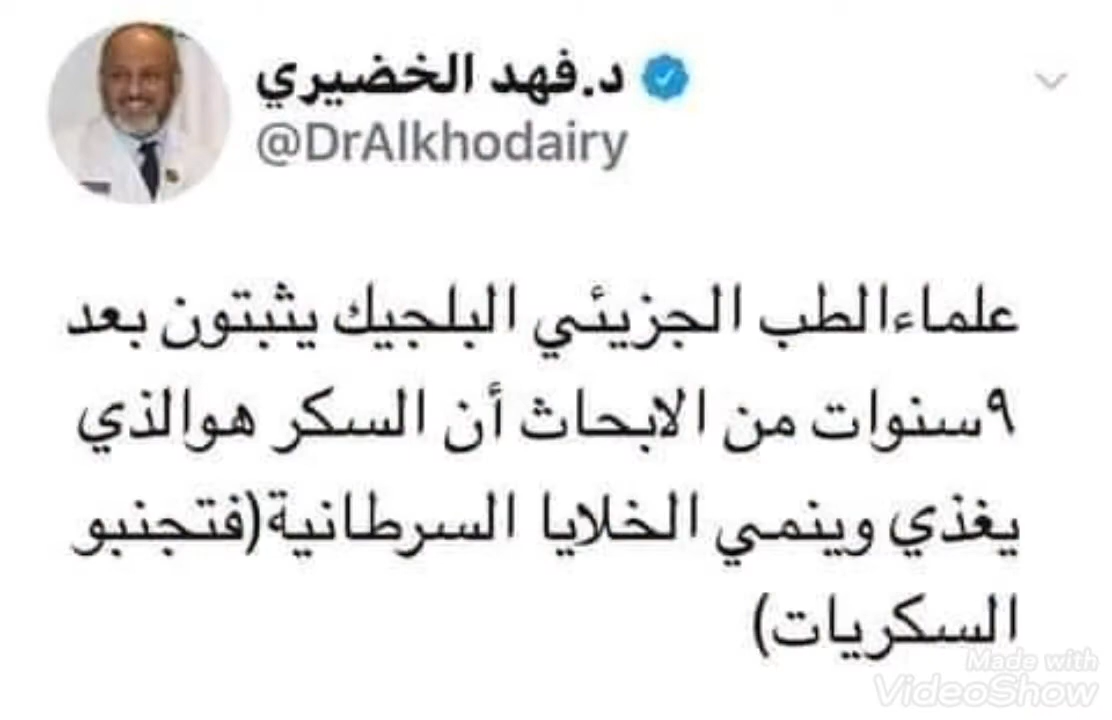 د.فهد الخضيري
@DrAlkhodairy
علماءالطب الجزيئي البلجيك يثبتون بعد
٩سنوات من الابحاث أن السكر هوالذي
يغذي وينمي الخلايا السرطانية(فتجنبو
السكريات)
Made with
VideoShow